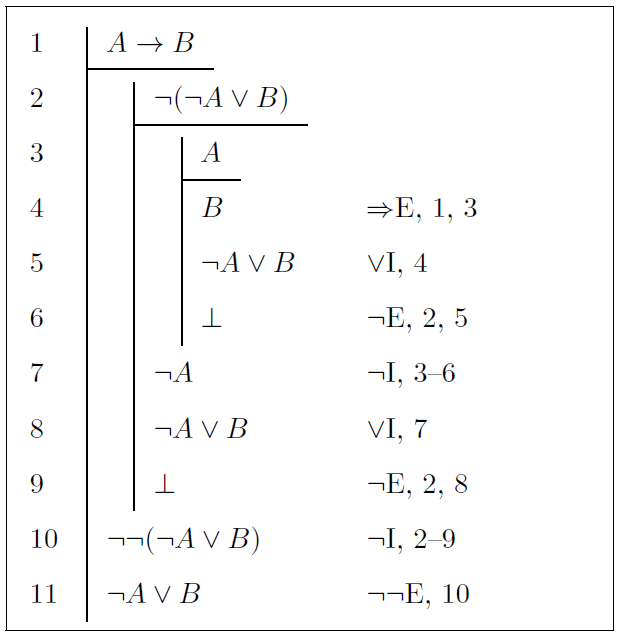 1 A → B
2 ¬(¬A ∨ B)
3 A
4 B ⇒E, 1, 3
5 ¬A ∨ B ∨I, 4
6 ⊥ ¬E, 2, 5
7 ¬A ¬I, 3–6
8 ¬A ∨ B ∨I, 7
9 ⊥ ¬E, 2, 8
10 ¬¬(¬A ∨ B) ¬I, 2–9
11 ¬A ∨ B ¬¬E, 10